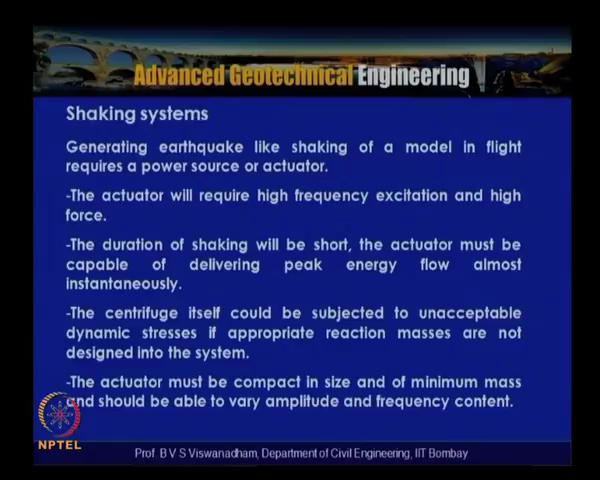 Advanced Geotechnical Engineering
Shaking systems
Generating earthquake like shaking of a model in flight
requires a power source or actuator.
-The actuator will require high frequency excitation and high
force.
-The duration of shaking will be short, the actuator must be
capable of delivering peak energy flow almost
instantaneously.
-The centrifuge itself could be subjected to unacceptable
dynamic stresses if appropriate reaction masses are not
designed into the system.
-The actuator must be compact in size and of minimum mass
and should be able to vary amplitude and frequency content.
NPTEL
Prof. B V S Viswanadham, Department of Civil Engineering, IIT Bombay